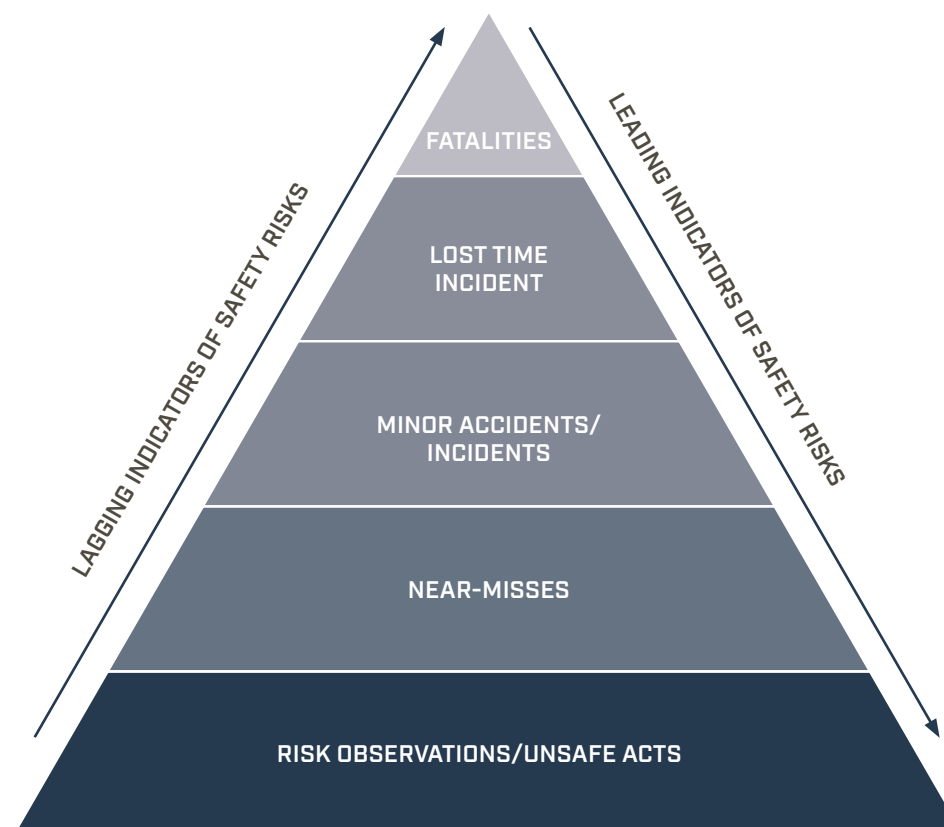 FATALITIES
LEADING INDICATORS OF SAFETY RISKS
LAGGING INDICATORS OF SAFETY RISKS
LOST TIME
INCIDENT
MINOR ACCIDENTS/
INCIDENTS
NEAR-MISSES
RISK OBSERVATIONS/UNSAFE ACTS